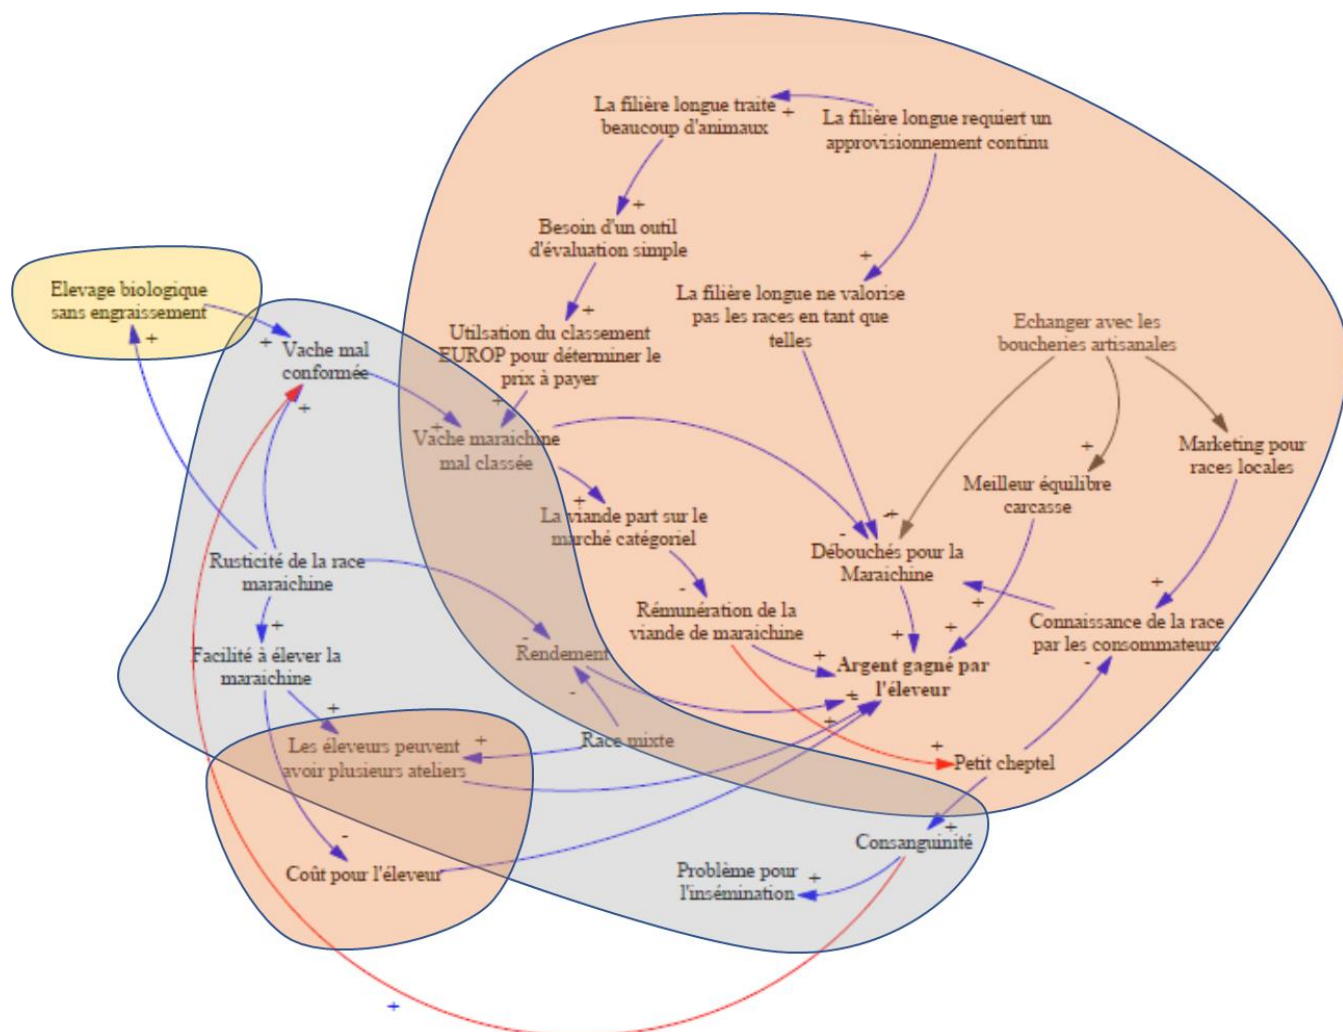 La filière longue traite
beaucoup d'animaux
La filière longue requiert un
approvisionnement continu
Besoin d'un outil
d'évaluation simple
Elevage biologique
sans engraissement
La filière longue ne valorise
pas les races en tant que
telles
Echanger avec les
boucheries artisanales
Utilsation du classement
EUROP pour déterminer le
prix à payer
Vache mal
conformée
Vache maraichine
mal classée
Marketing pour
races locales
Meilleur équilibre
carcasse
La viande part sur le
marché catégoriel
Débouchés pour la
Maraichine
Rusticité de la race
maraichine
Rémunération de la
viande de maraichine
Connaissance de la race
par les consommateurs
Facilité à élever la
maraichine
Rendement
Argent gagné par
l'éleveur
Race mixte
Les éleveurs peuvent
avoir plusieurs ateliers
Petit cheptel
Consanguinité
Coût pour l'éleveur
Problème pour
l'insémination